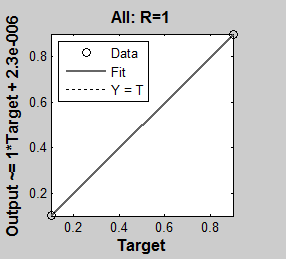 All: R=1
Output ~= 1*Target + 2.3e-006
Data
Fit
Y = T
0.8
0.6
0.4
0.2
0.2 0.4 0.6 0.8
Target